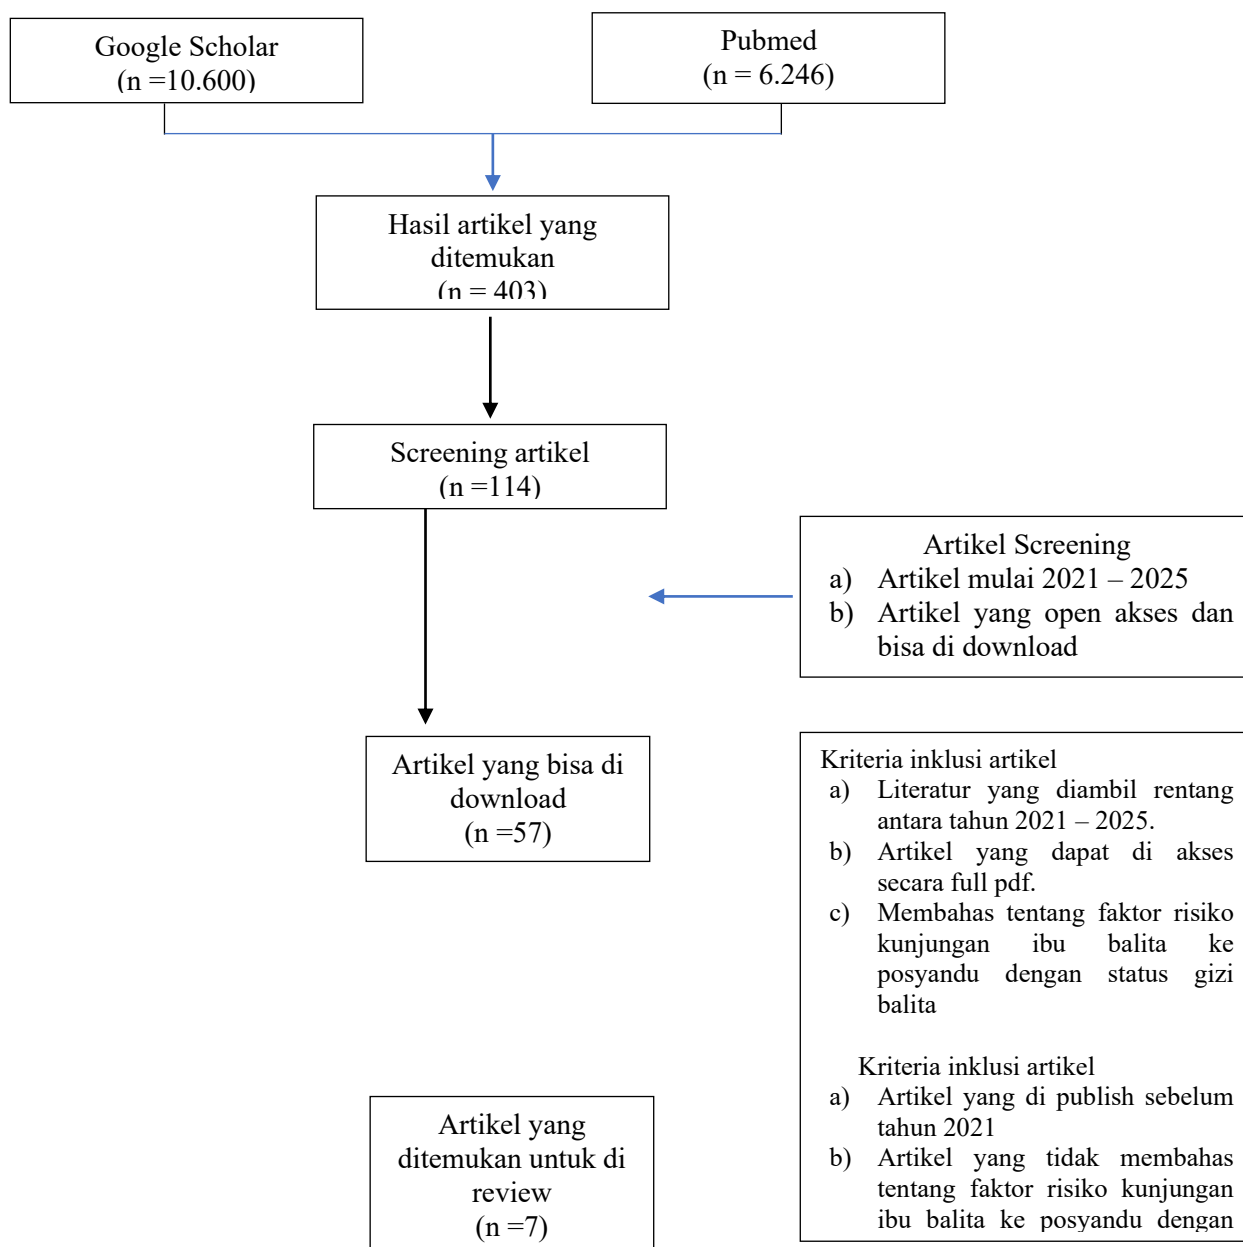 Google Scholar
(n =10.600)
Pubmed
(n = 6.246)
Hasil artikel yang
ditemukan
(n = 403)
Screening artikel
(n =114)
Artikel Screening
a) Artikel mulai 2021 – 2025
b) Artikel yang open akses dan
bisa di download
Artikel yang bisa di
download
(n =57)
Kriteria inklusi artikel
a) Literatur yang diambil rentang
antara tahun 2021 – 2025.
b) Artikel yang dapat di akses
secara full pdf.
c) Membahas tentang faktor risiko
kunjungan ibu balita ke
posyandu dengan status gizi
balita
Kriteria inklusi artikel
a) Artikel yang di publish sebelum
tahun 2021
b) Artikel yang tidak membahas
tentang faktor risiko kunjungan
ibu balita ke posyandu dengan
Artikel yang
ditemukan untuk di
review
(n =7)